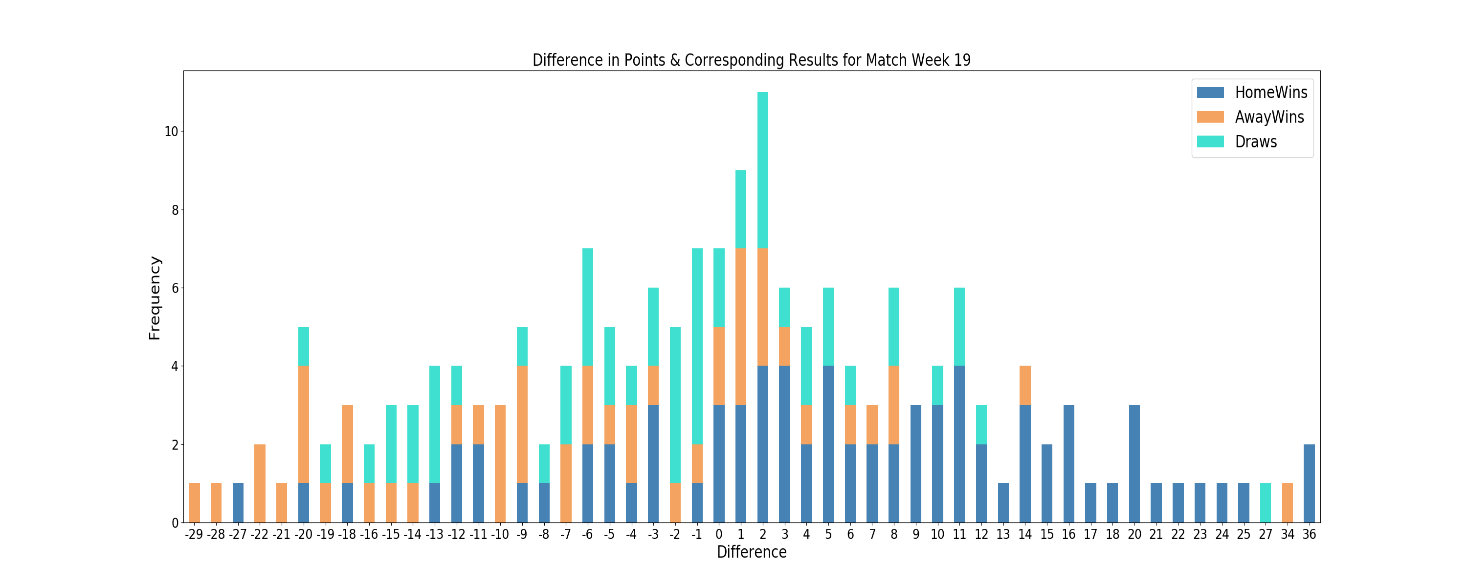 Difference in Points & Corresponding Results for Match Week 19
HomeWins
AwayWins
Draws
Frequency
10
8
6
4
2
0
-29 -28 -27 -22 -21 -20 -19 -18 -16 -15 -14 -13 -12 -11 -10 -9 -8 -7 -6 -5 -4 -3 -2 -1 0 1 2 3 4 5 6 7 8 9 10 11 12 13 14 15 16 17 18 20 21 22 23 24 25 27 34 36
Difference